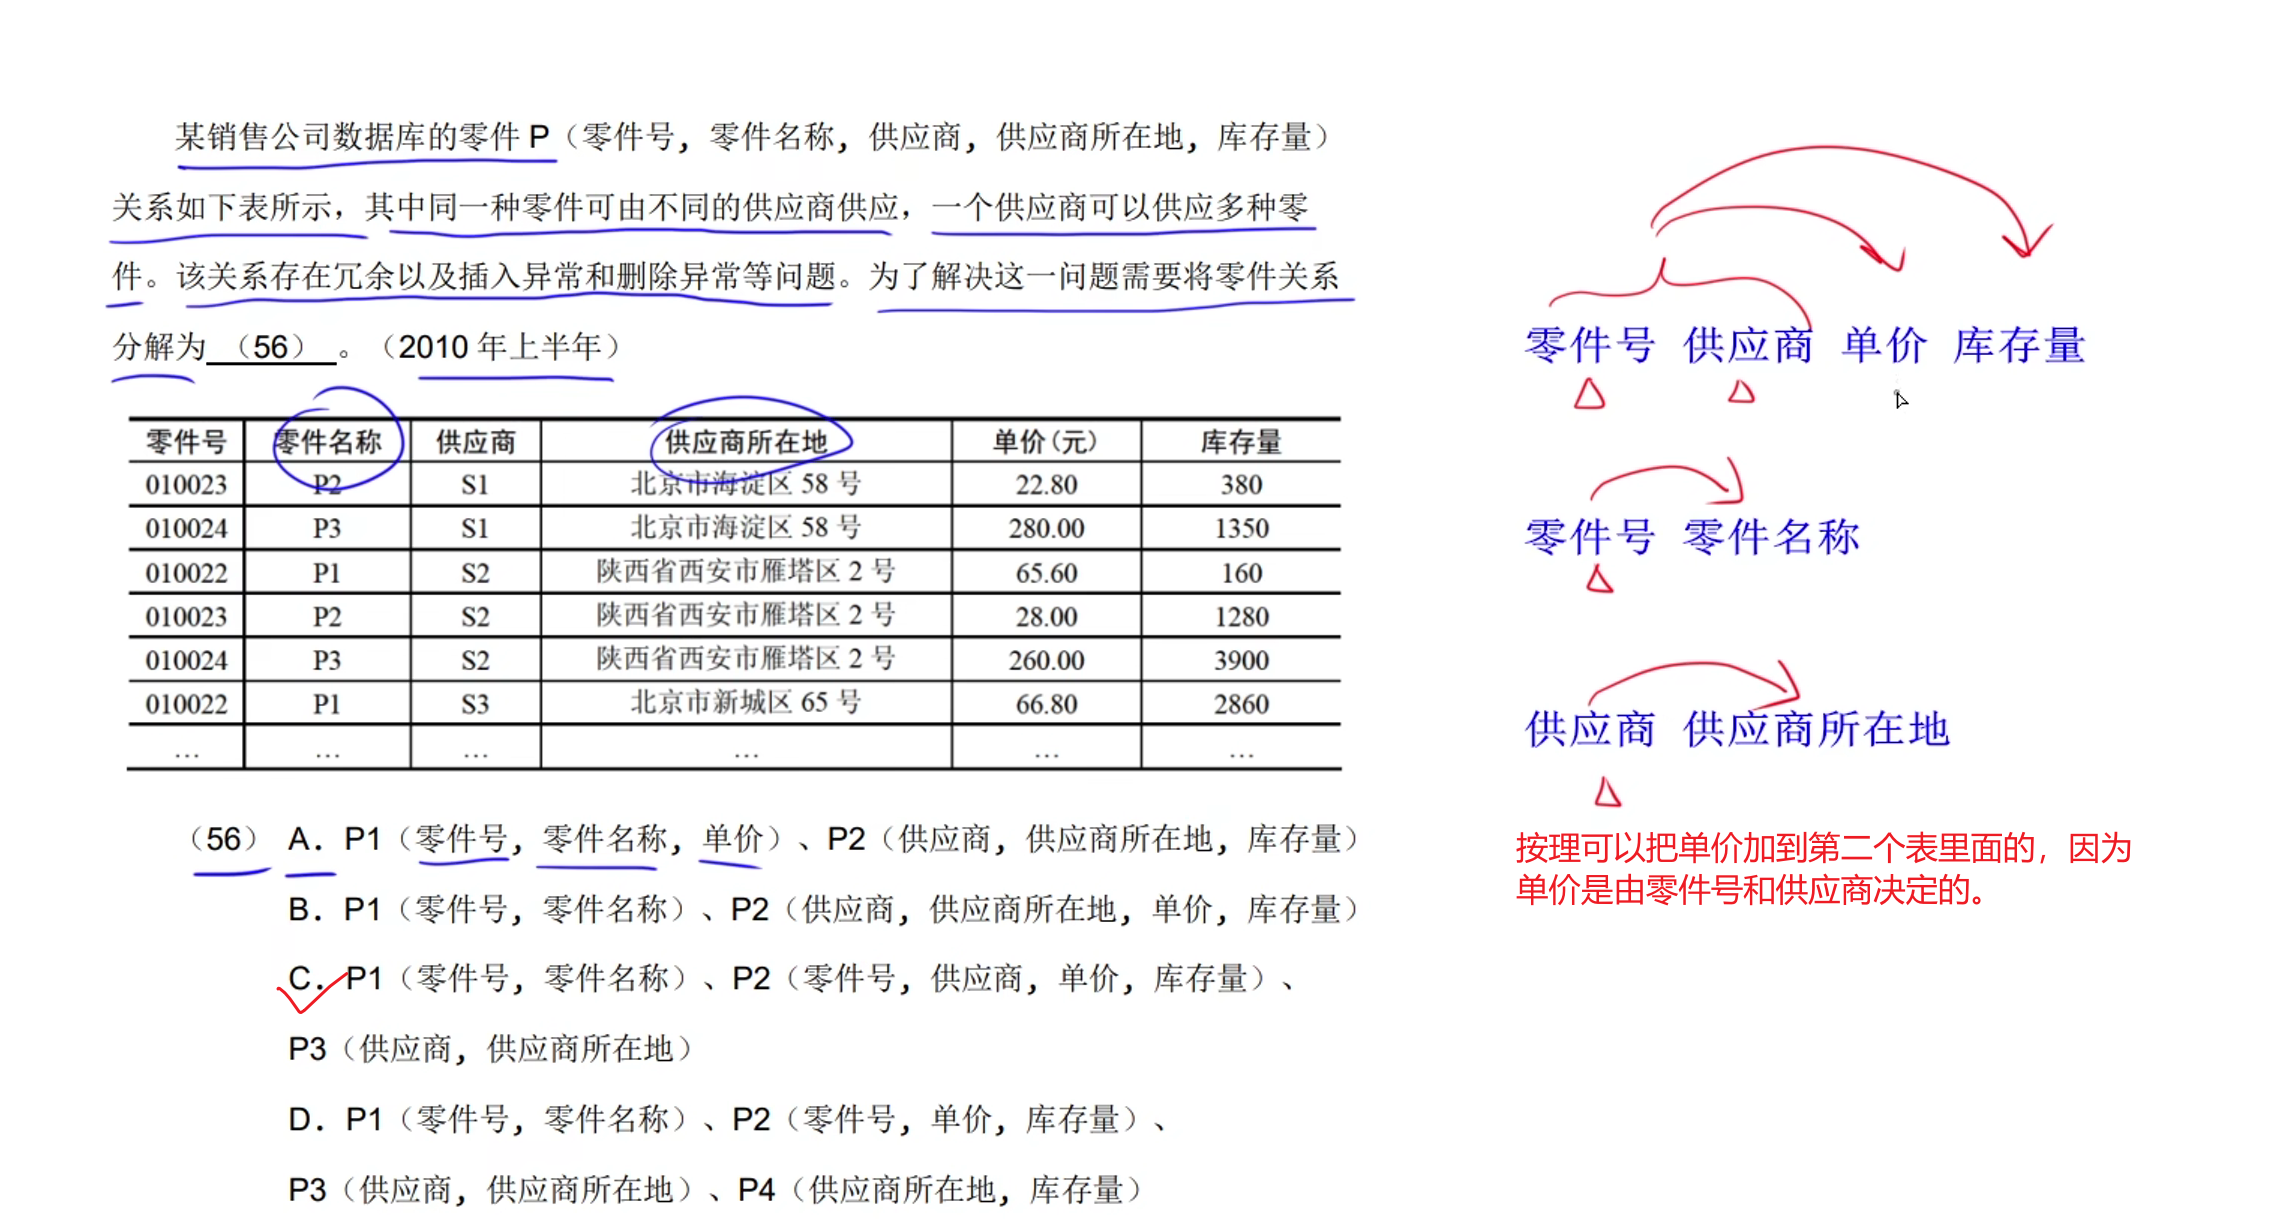 某销售公司数据库的零件 P（零件号，零件名称，供应商，供应商所在地，库存量）
关系如下表所示，其中同一种零件可由不同的供应商供应，一个供应商可以供应多种零
件。该关系存在冗余以及插入异常和删除异常等问题。为了解决这一问题需要将零件关系
分解为（56）。（2010 年上半年）
零件号 零件名称 供应商 供应商所在地 单价(元) 库存量
010023 P2 S1 北京市海淀区 58 号 22.80 380
010024 P3 S1 北京市海淀区 58 号 280.00 1350
010022 P1 S2 陕西省西安市雁塔区 2 号 65.60 160
010023 P2 S2 陕西省西安市雁塔区 2 号 28.00 1280
010024 P3 S2 陕西省西安市雁塔区 2 号 260.00 3900
010022 P1 S3 北京市新城区 65 号 66.80 2860
… … … … … …
（56） A．P1（零件号，零件名称，单价）、P2（供应商，供应商所在地，库存量）
B．P1（零件号，零件名称）、P2（供应商，供应商所在地，单价，库存量）
C．P1（零件号，零件名称）、P2（零件号，供应商，单价，库存量）、
P3（供应商，供应商所在地）
D．P1（零件号，零件名称）、P2（零件号，单价，库存量）、
P3（供应商，供应商所在地）、P4（供应商所在地，库存量）
零件号 供应商 单价 库存量
零件号 零件名称
供应商 供应商所在地
按理可以把单价加到第二个表里面的，因为
单价是由零件号和供应商决定的。